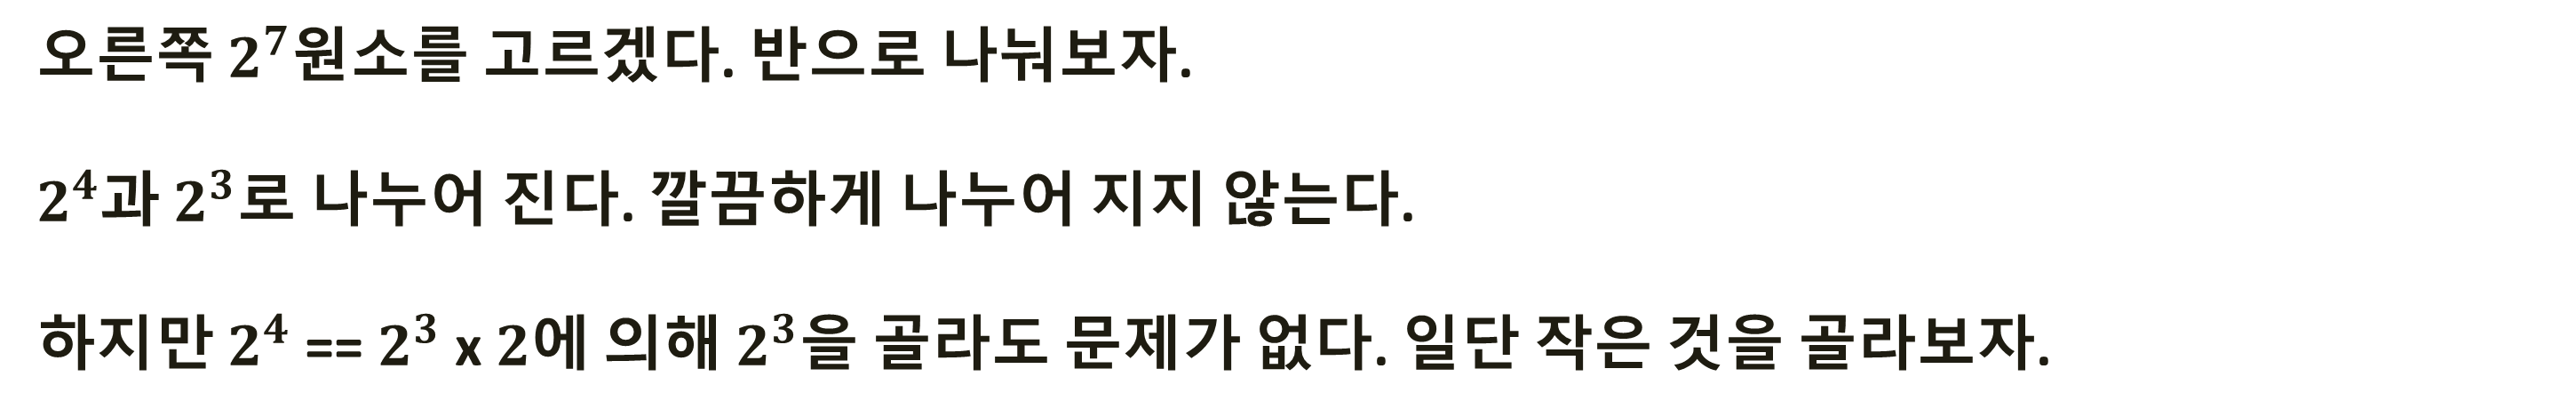 오른쪽 2⁷원소를 고르겠다. 반으로 나눠보자.
2⁴과 2³로 나누어 진다. 깔끔하게 나누어 지지 않는다.
하지만 2⁴ == 2³ x 2에 의해 2³을 골라도 문제가 없다. 일단 작은 것을 골라보자.